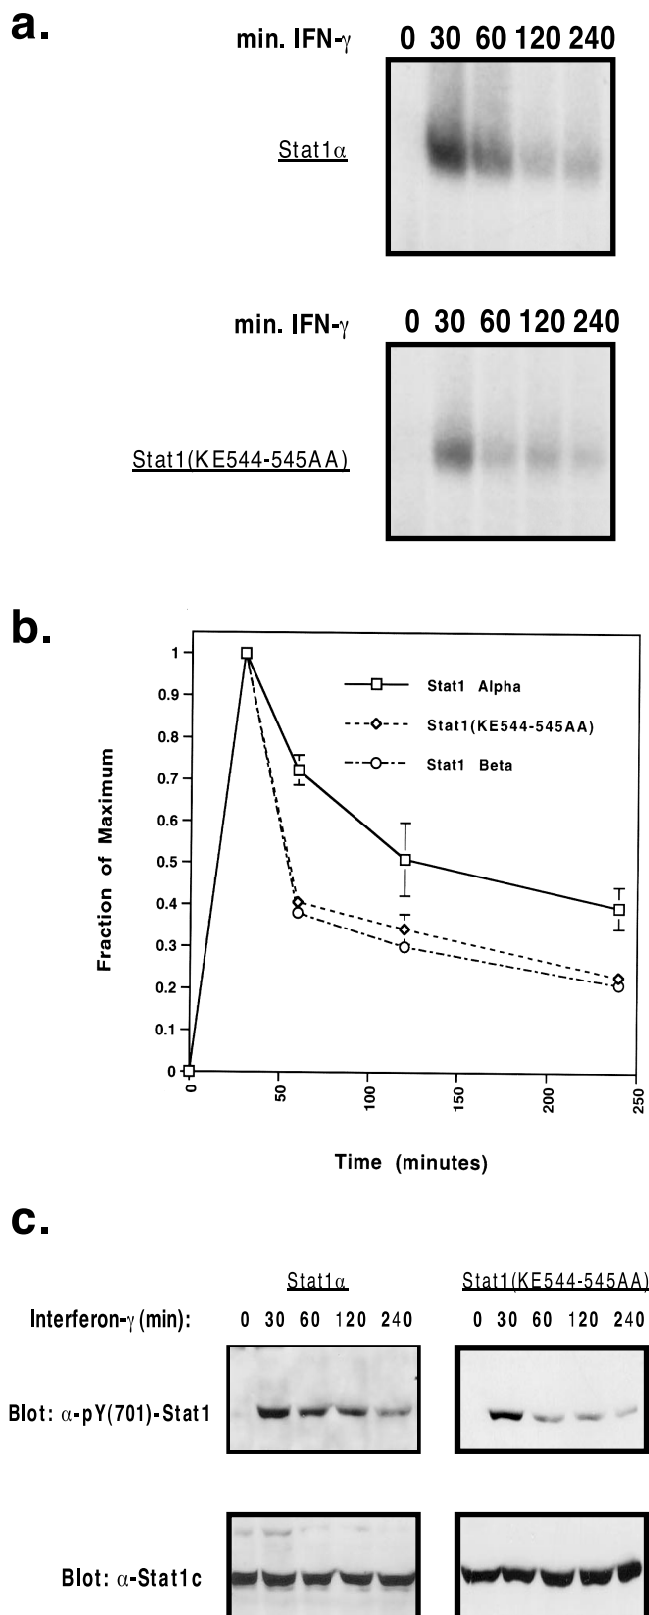 a.
min. IFN-γ 0 30 60 120 240
Stat1α
min. IFN-γ 0 30 60 120 240
Stat1(KE544-545AA)
b.
Fraction of Maximum
1
0.9
0.8
0.7
0.6
0.5
0.4
0.3
0.2
0.1
0
Stat1 Alpha
Stat1(KE544-545AA)
Stat1 Beta
0 50 100 150 200 250
Time (minutes)
c.
Stat1α Stat1(KE544-545AA)
Interferon-γ (min): 0 30 60 120 240 0 30 60 120 240
Blot: α-pY(701)-Stat1
Blot: α-Stat1c